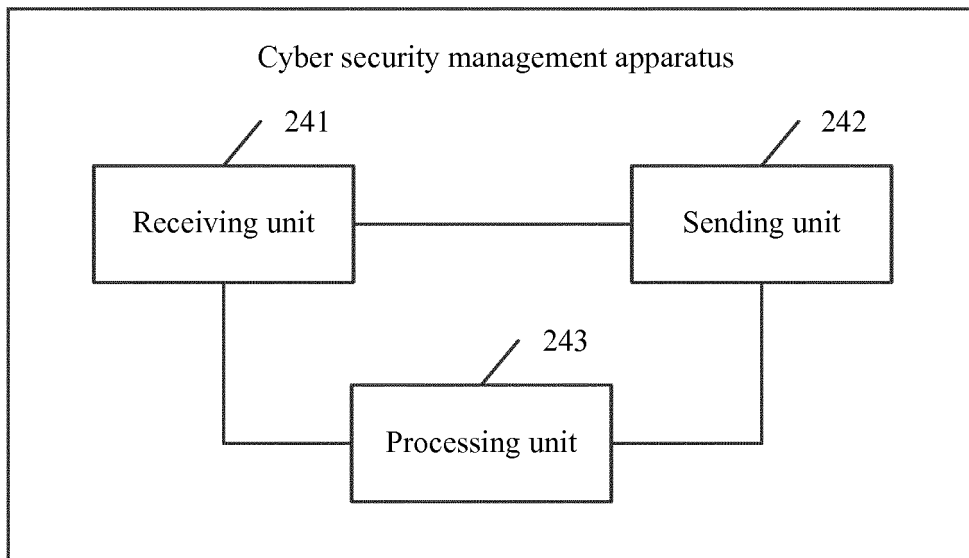 Cyber security management apparatus
241
242
Receiving unit
Sending unit
243
Processing unit